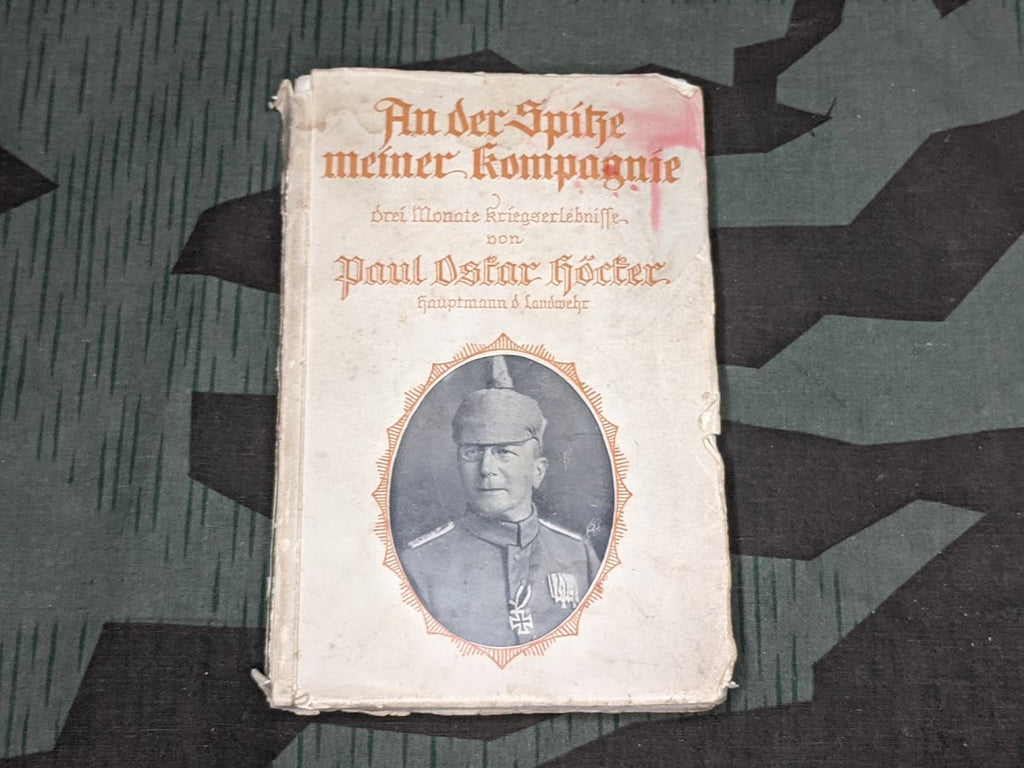 An der Spitze
meiner Kompagnie
drei Monate Kriegserlebnisse
von
Paul Oskar Höcker
Hauptmann d. Landwehr